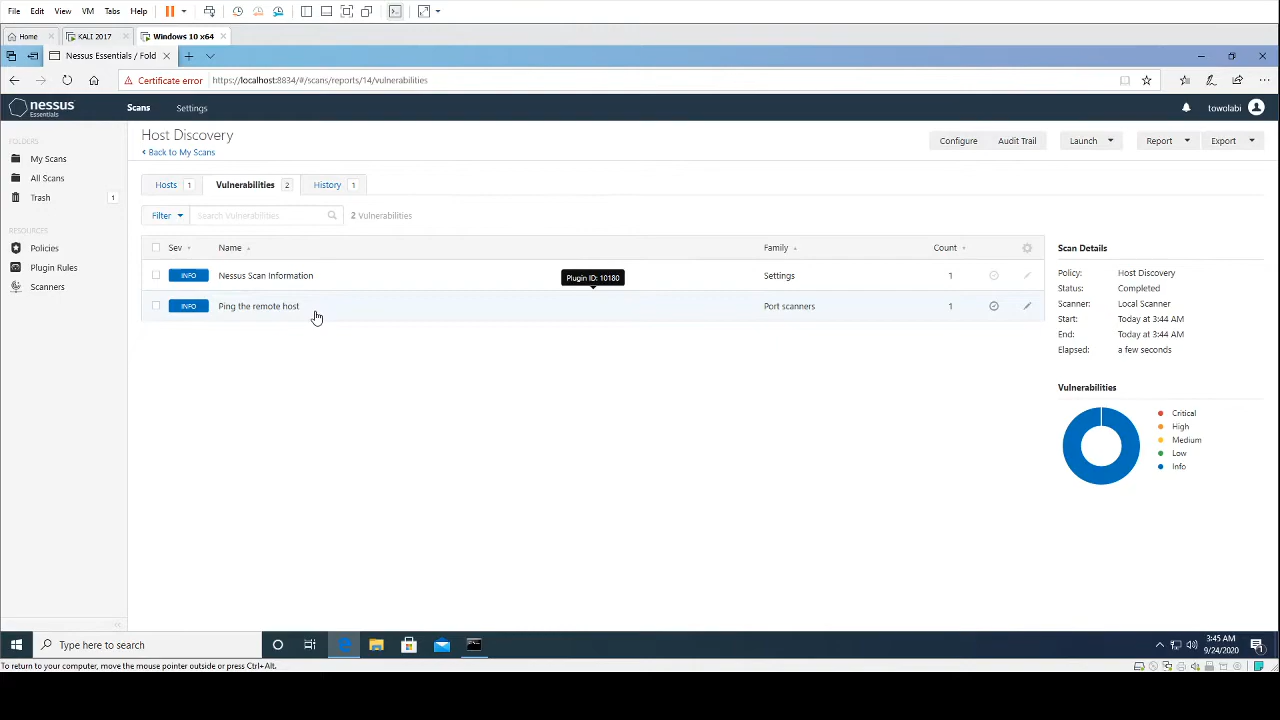 File Edit View VM Tabs Help
Home KALI 2017 Windows 10 x64
Nessus Essentials / Fold
Certificate error https://localhost:8834/#/scans/reports/14/vulnerabilities
nessus Essentials Scans Settings towolabi
FOLDERS
My Scans
All Scans
Trash 1
RESOURCES
Policies
Plugin Rules
Scanners
Host Discovery
Back to My Scans
Configure Audit Trail Launch Report Export
Hosts 1 Vulnerabilities 2 History 1
Filter Search Vulnerabilities 2 Vulnerabilities
Sev Name Family Count
INFO Nessus Scan Information Settings 1
Plugin ID: 10180
INFO Ping the remote host Port scanners 1
Scan Details
Policy: Host Discovery
Status: Completed
Scanner: Local Scanner
Start: Today at 3:44 AM
End: Today at 3:44 AM
Elapsed: a few seconds
Vulnerabilities
Critical
High
Medium
Low
Info
Type here to search
3:45 AM
9/24/2020
1
To return to your computer, move the mouse pointer outside or press Ctrl+Alt.